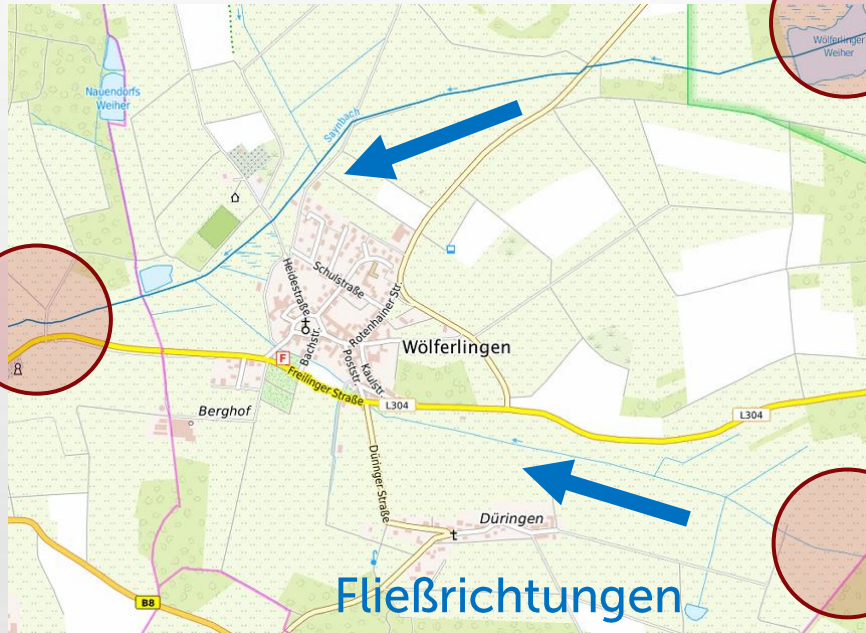 Wölferlinger
Weiher
Nauendorfs
Weiher
Saynbach
Schulstraße
Heidestraße
Rotenhainer Str.
Bachstr.
Poststr.
Kaulstr.
Wölferlingen
F
Freilinger Straße
L304
L304
Berghof
Düringer Straße
Düringen
B8
Fließrichtungen